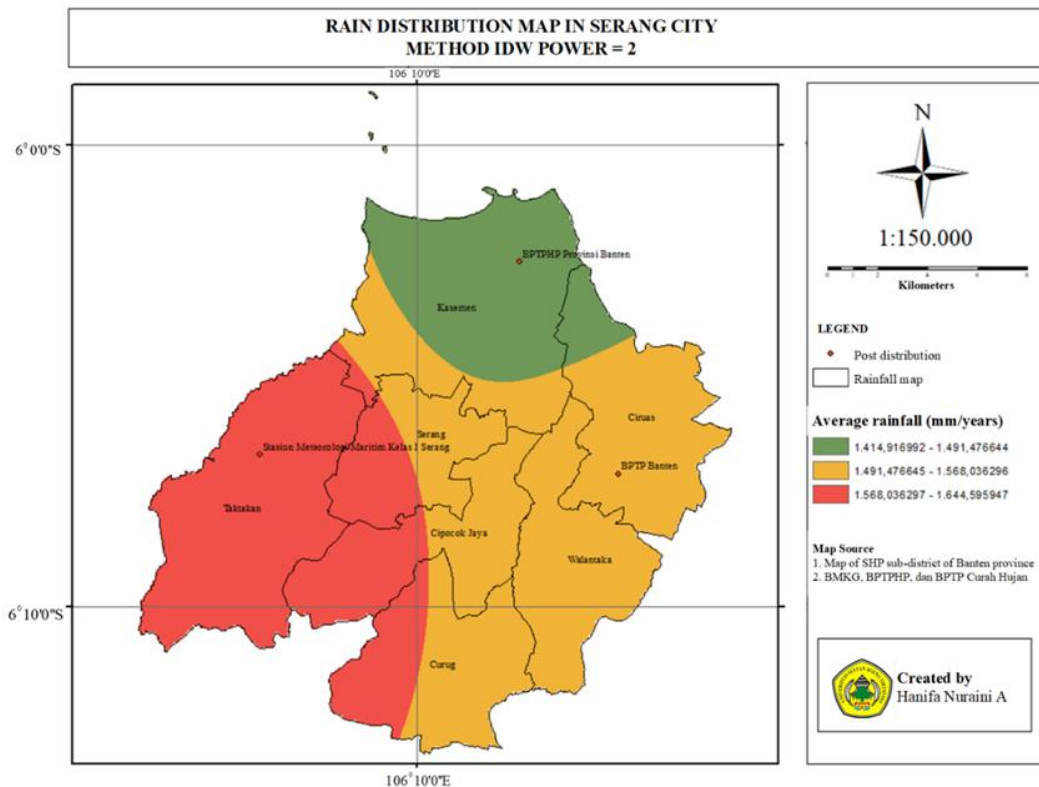 RAIN DISTRIBUTION MAP IN SERANG CITY
METHOD IDW POWER = 2
106°10'0"E
6°0'0"S
BPTPHP Provinsi Banten
Kasemen
Serang
Ciruas
Stasion Meteorologi Maritim Kelas I Serang
BPTP Banten
Taktakan
Cipocok Jaya
Walantaka
6°10'0"S
Curug
106°10'0"E
N
1:150.000
Kilometers
LEGEND
Post distribution
Rainfall map
Average rainfall (mm/years)
1.414,916992 - 1.491,476644
1.491,476645 - 1.568,036296
1.568,036297 - 1.644,595947
Map Source
1. Map of SHP sub-district of Banten province
2. BMKG, BPTPHP, dan BPTP Curah Hujan
Created by
Hanifa Nuraini A